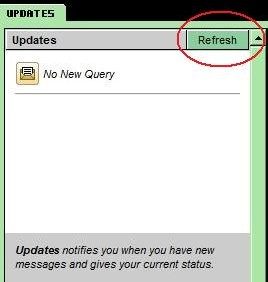 UPDATES
Updates Refresh
No New Query
Updates notifies you when you have new
messages and gives your current status.